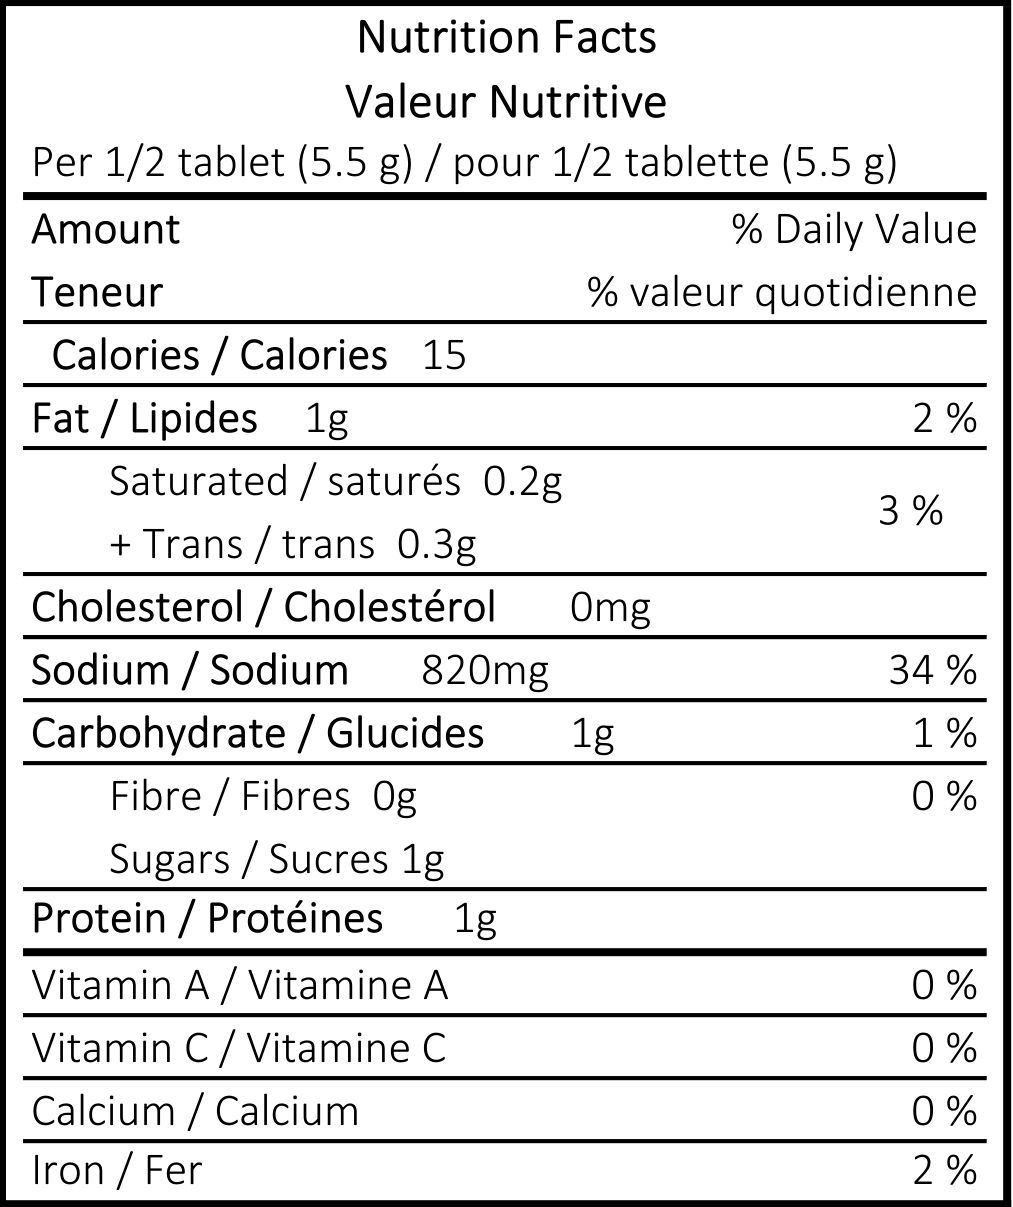 Nutrition Facts
Valeur Nutritive
Per 1/2 tablet (5.5 g) / pour 1/2 tablette (5.5 g)
Amount % Daily Value
Teneur % valeur quotidienne
Calories / Calories 15
Fat / Lipides 1g 2 %
Saturated / saturés 0.2g
3 %
+ Trans / trans 0.3g
Cholesterol / Cholestérol 0mg
Sodium / Sodium 820mg 34 %
Carbohydrate / Glucides 1g 1 %
Fibre / Fibres 0g 0 %
Sugars / Sucres 1g
Protein / Protéines 1g
Vitamin A / Vitamine A 0 %
Vitamin C / Vitamine C 0 %
Calcium / Calcium 0 %
Iron / Fer 2 %